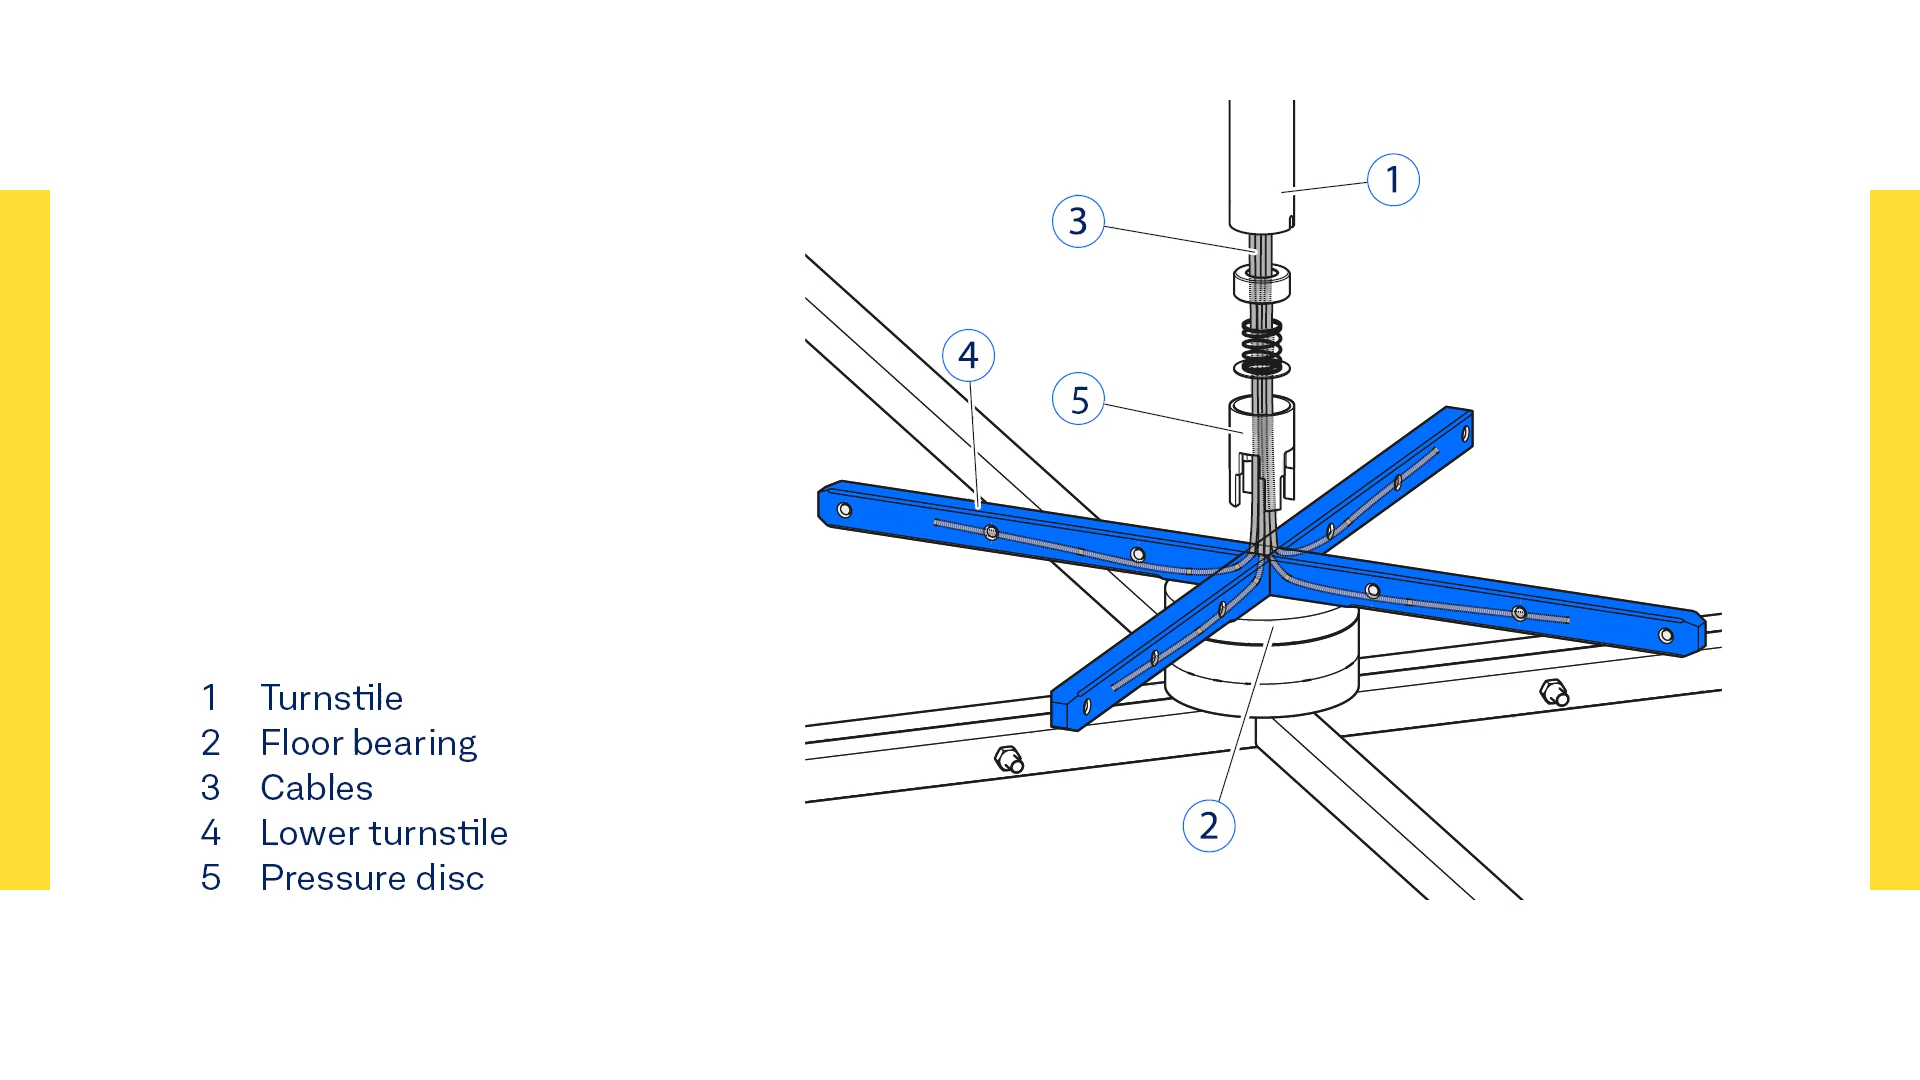 1
3
4
5
1 Turnstile
2 Floor bearing
3 Cables
4 Lower turnstile
5 Pressure disc
2